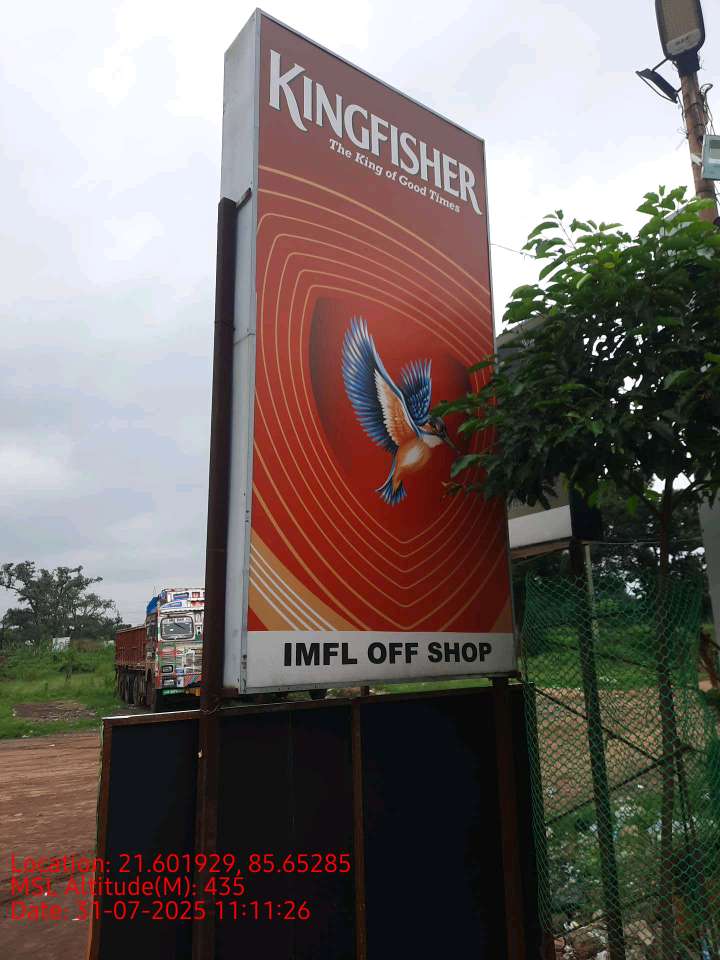 KINGFISHER
The King of Good Times
IMFL OFF SHOP
Location: 21.601929, 85.65285
MSL Altitude(M): 435
Date: 31-07-2025 11:11:26